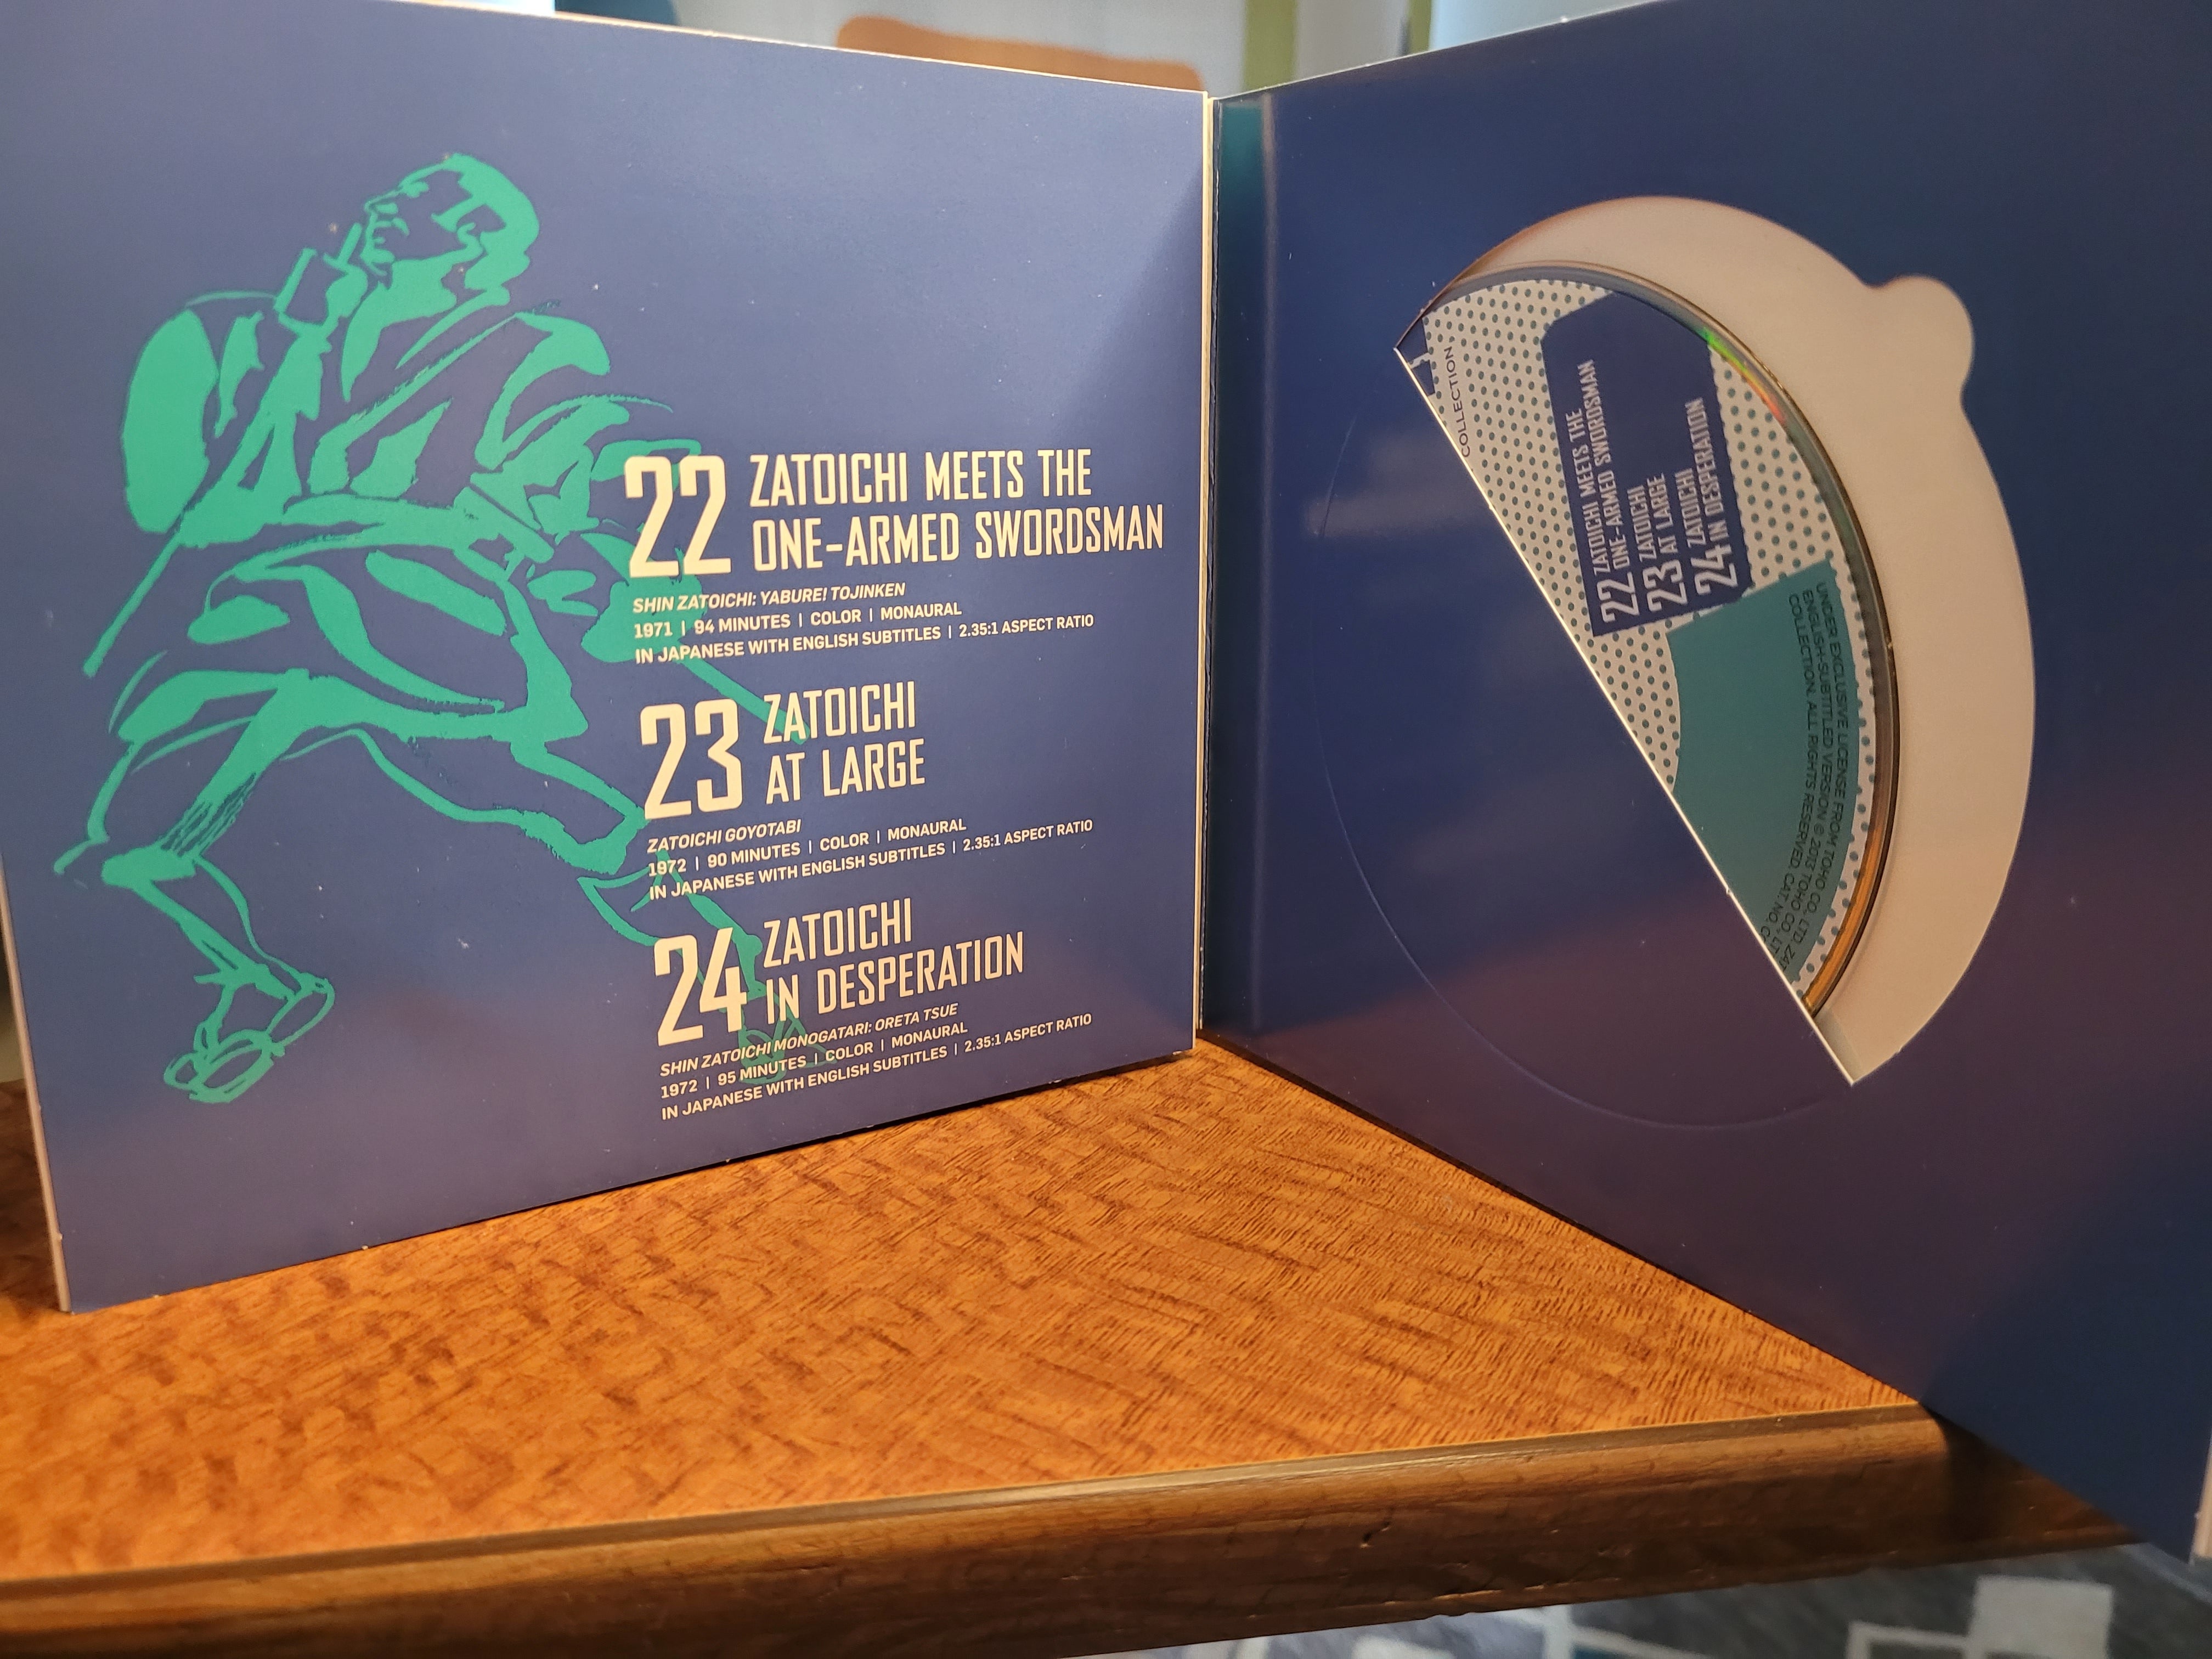 22 ZATOICHI MEETS THE
ONE-ARMED SWORDSMAN
SHIN ZATOICHI: YABURE! TOJINKEN
1971 | 94 MINUTES | COLOR | MONAURAL
IN JAPANESE WITH ENGLISH SUBTITLES | 2.35:1 ASPECT RATIO
23 ZATOICHI
AT LARGE
ZATOICHI GOYOTABI
1972 | 90 MINUTES | COLOR | MONAURAL
IN JAPANESE WITH ENGLISH SUBTITLES | 2.35:1 ASPECT RATIO
24 ZATOICHI
IN DESPERATION
SHIN ZATOICHI MONOGATARI: ORETA TSUE
1972 | 95 MINUTES | COLOR | MONAURAL
IN JAPANESE WITH ENGLISH SUBTITLES | 2.35:1 ASPECT RATIO
COLLECTION
22 ZATOICHI MEETS THE
ONE-ARMED SWORDSMAN
23 ZATOICHI
AT LARGE
24 ZATOICHI
IN DESPERATION
UNDER EXCLUSIVE LICENSE FROM TOHO CO., LTD. ZAT
ENGLISH-SUBTITLED VERSION © 2013 TOHO CO., LT
COLLECTION. ALL RIGHTS RESERVED. CAT. NO.